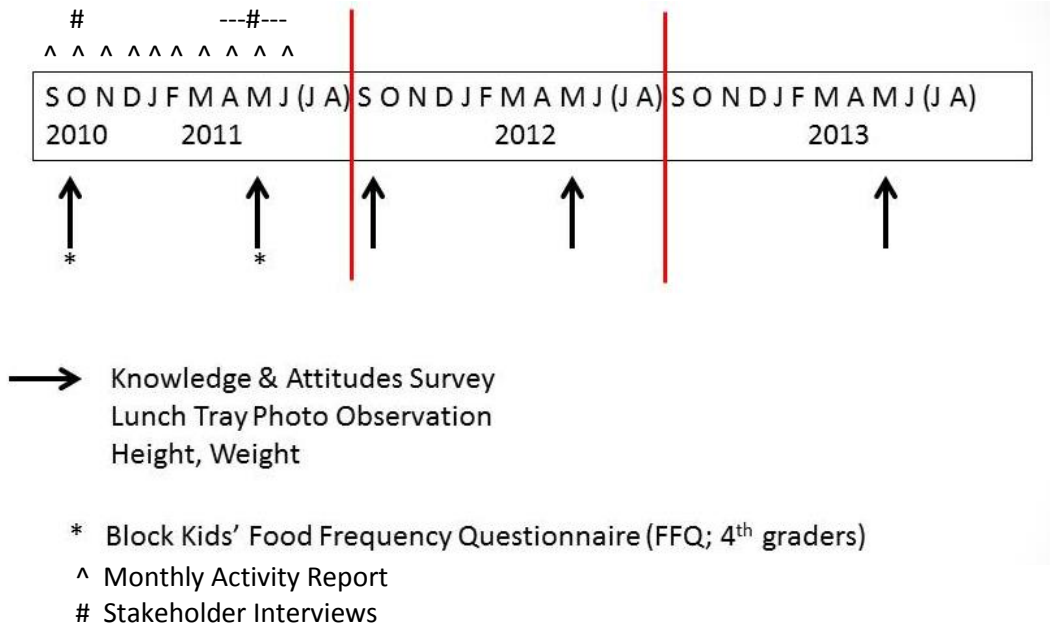 # ---#---
^ ^ ^ ^ ^ ^ ^ ^ ^ ^
S O N D J F M A M J (J A) S O N D J F M A M J (J A) S O N D J F M A M J (J A)
2010 2011 2012 2013
* *
Knowledge & Attitudes Survey
Lunch Tray Photo Observation
Height, Weight
* Block Kids' Food Frequency Questionnaire (FFQ; 4th graders)
^ Monthly Activity Report
# Stakeholder Interviews